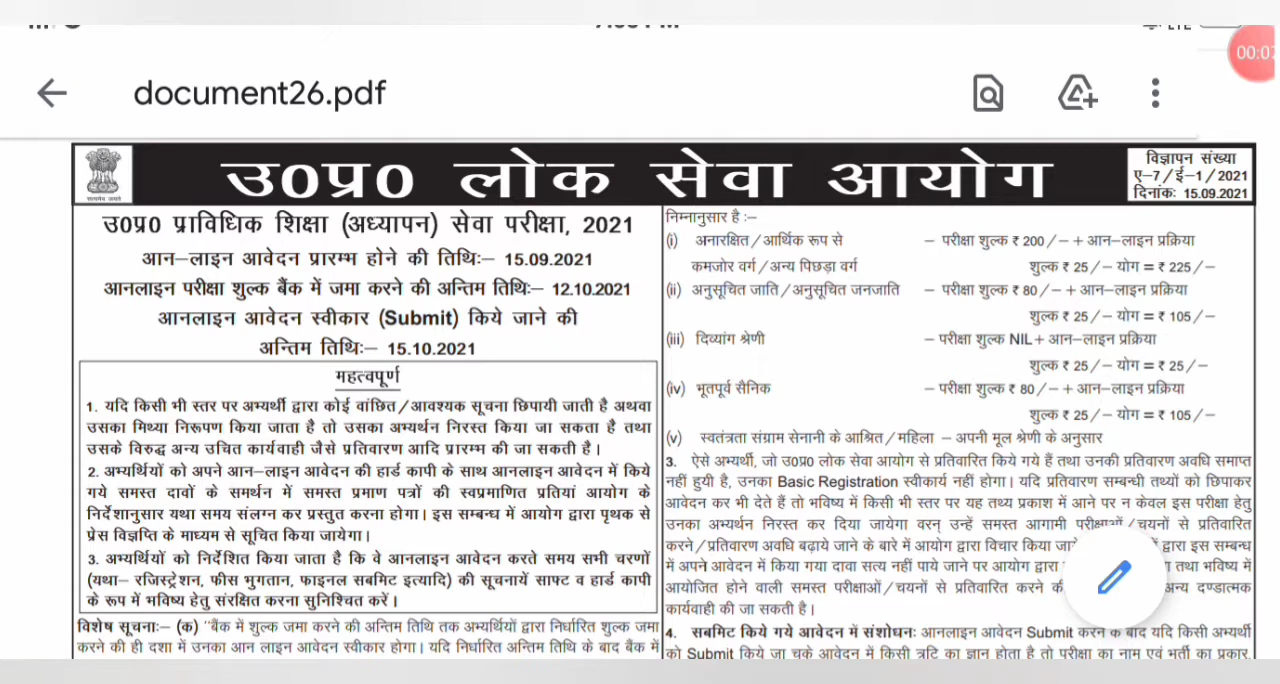 00:07
document26.pdf
उ0प्र0 लोक सेवा आयोग
विज्ञापन संख्या
ए–7/ई–1/2021
दिनांकः 15.09.2021
उ0प्र0 प्राविधिक शिक्षा (अध्यापन) सेवा परीक्षा, 2021
आन–लाइन आवेदन प्रारम्भ होने की तिथिः– 15.09.2021
आनलाइन परीक्षा शुल्क बैंक में जमा करने की अन्तिम तिथिः– 12.10.2021
आनलाइन आवेदन स्वीकार (Submit) किये जाने की
अन्तिम तिथिः– 15.10.2021
महत्वपूर्ण
1. यदि किसी भी स्तर पर अभ्यर्थी द्वारा कोई वांछित/आवश्यक सूचना छिपायी जाती है अथवा
उसका मिथ्या निरूपण किया जाता है तो उसका अभ्यर्थन निरस्त किया जा सकता है तथा
उसके विरुद्ध अन्य उचित कार्यवाही जैसे प्रतिवारण आदि प्रारम्भ की जा सकती है।
2. अभ्यर्थियों को अपने आन–लाइन आवेदन की हार्ड कापी के साथ आनलाइन आवेदन में किये
गये समस्त दावों के समर्थन में समस्त प्रमाण पत्रों की स्वप्रमाणित प्रतियां आयोग के
निर्देशानुसार यथा समय संलग्न कर प्रस्तुत करना होगा। इस सम्बन्ध में आयोग द्वारा पृथक से
प्रेस विज्ञप्ति के माध्यम से सूचित किया जायेगा।
3. अभ्यर्थियों को निर्देशित किया जाता है कि वे आनलाइन आवेदन करते समय सभी चरणों
(यथा– रजिस्ट्रेशन, फीस भुगतान, फाइनल सबमिट इत्यादि) की सूचनायें साफ्ट व हार्ड कापी
के रूप में भविष्य हेतु संरक्षित करना सुनिश्चित करें।
विशेष सूचनाः– (क) "बैंक में शुल्क जमा करने की अन्तिम तिथि तक अभ्यर्थियों द्वारा निर्धारित शुल्क जमा
करने की ही दशा में उनका आन लाइन आवेदन स्वीकार होगा। यदि निर्धारित अन्तिम तिथि के बाद बैंक में
निम्नानुसार है :–
(i) अनारक्षित/आर्थिक रूप से – परीक्षा शुल्क ₹ 200/– + आन–लाइन प्रक्रिया
कमजोर वर्ग/अन्य पिछड़ा वर्ग शुल्क ₹ 25/– योग = ₹ 225/–
(ii) अनुसूचित जाति/अनुसूचित जनजाति – परीक्षा शुल्क ₹ 80/– + आन–लाइन प्रक्रिया
शुल्क ₹ 25/– योग = ₹ 105/–
(iii) दिव्यांग श्रेणी – परीक्षा शुल्क NIL + आन–लाइन प्रक्रिया
शुल्क ₹ 25/– योग = ₹ 25/–
(iv) भूतपूर्व सैनिक – परीक्षा शुल्क ₹ 80/– + आन–लाइन प्रक्रिया
शुल्क ₹ 25/– योग = ₹ 105/–
(v) स्वतंत्रता संग्राम सेनानी के आश्रित/महिला – अपनी मूल श्रेणी के अनुसार
3. ऐसे अभ्यर्थी, जो उ0प्र0 लोक सेवा आयोग से प्रतिवारित किये गये हैं तथा उनकी प्रतिवारण अवधि समाप्त
नहीं हुयी है, उनका Basic Registration स्वीकार्य नहीं होगा। यदि प्रतिवारण सम्बन्धी तथ्यों को छिपाकर
आवेदन कर भी देते हैं तो भविष्य में किसी भी स्तर पर यह तथ्य प्रकाश में आने पर न केवल इस परीक्षा हेतु
उनका अभ्यर्थन निरस्त कर दिया जायेगा वरन् उन्हें समस्त आगामी परीक्षाओं/चयनों से प्रतिवारित
करने/प्रतिवारण अवधि बढ़ाये जाने के बारे में आयोग द्वारा विचार किया द्वारा इस सम्बन्ध
में अपने आवेदन में किया गया दावा सत्य नहीं पाये जाने पर आयोग द्वारा तथा भविष्य में
आयोजित होने वाली समस्त परीक्षाओं/चयनों से प्रतिवारित करने अन्य दण्डात्मक
कार्यवाही की जा सकती है।
4. सबमिट किये गये आवेदन में संशोधनः आनलाइन आवेदन Submit करने के बाद यदि किसी अभ्यर्थी
को Submit किये जा चुके आवेदन में किसी त्रुटि का ज्ञान होता है तो परीक्षा का नाम एवं भर्ती का प्रकार,